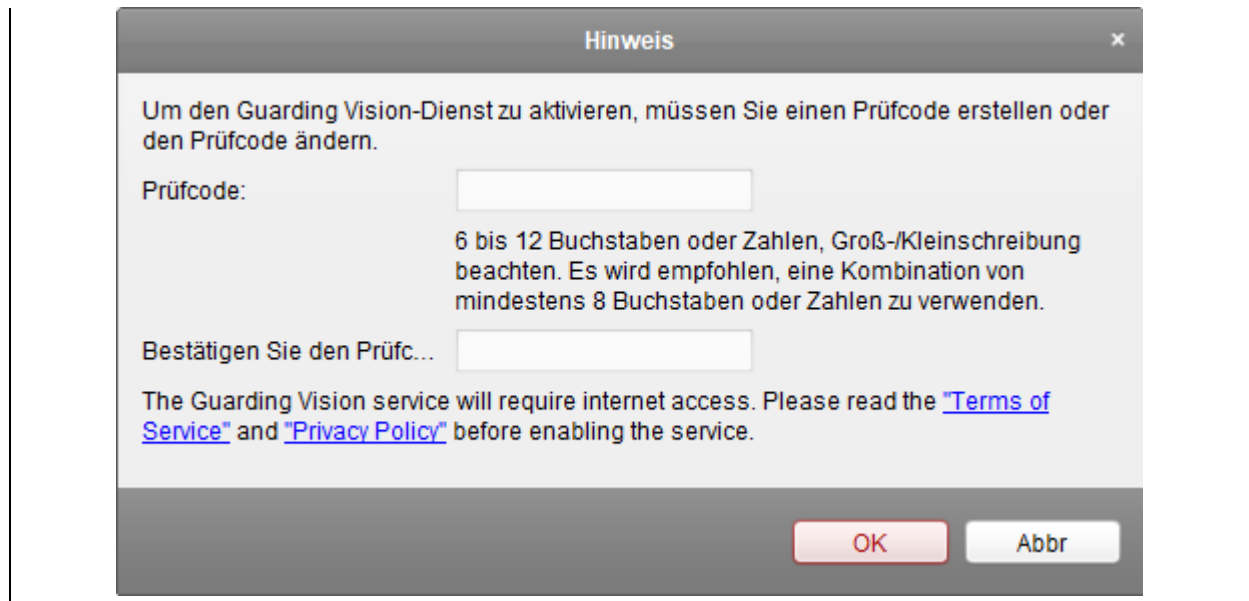 Hinweis ×
Um den Guarding Vision-Dienst zu aktivieren, müssen Sie einen Prüfcode erstellen oder
den Prüfcode ändern.
Prüfcode:
6 bis 12 Buchstaben oder Zahlen, Groß-/Kleinschreibung
beachten. Es wird empfohlen, eine Kombination von
mindestens 8 Buchstaben oder Zahlen zu verwenden.
Bestätigen Sie den Prüfc...
The Guarding Vision service will require internet access. Please read the "Terms of
Service" and "Privacy Policy" before enabling the service.
OK Abbr